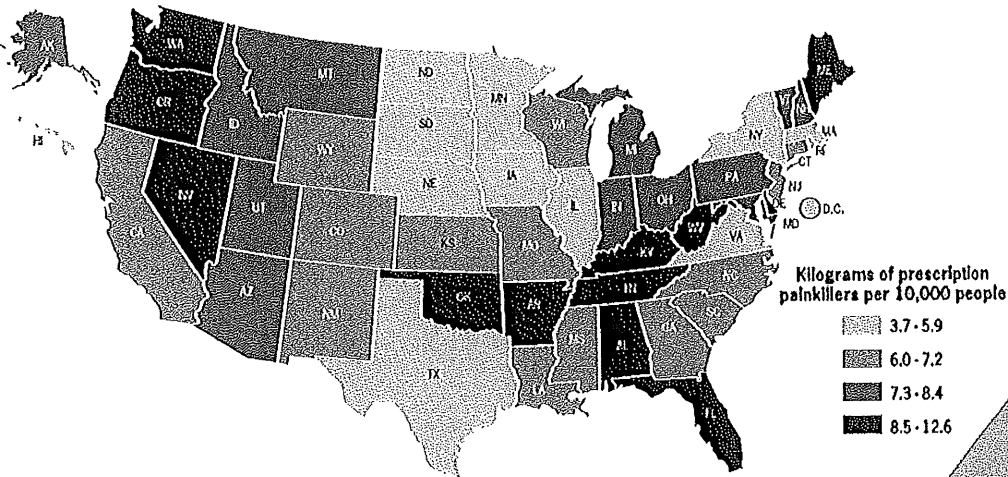 AK
WA
MT
ND
MN
ME
OR
ID
WY
SD
WI
MI
NY
VT
MA
RI
CT
HI
NV
UT
CO
NE
IA
IL
IN
OH
PA
NJ
DE
MD
D.C.
CA
KS
MO
KY
WV
VA
AZ
NM
OK
AR
TN
NC
TX
LA
MS
AL
GA
SC
FL
Kilograms of prescription
painkillers per 10,000 people
3.7 - 5.9
6.0 - 7.2
7.3 - 8.4
8.5 - 12.6